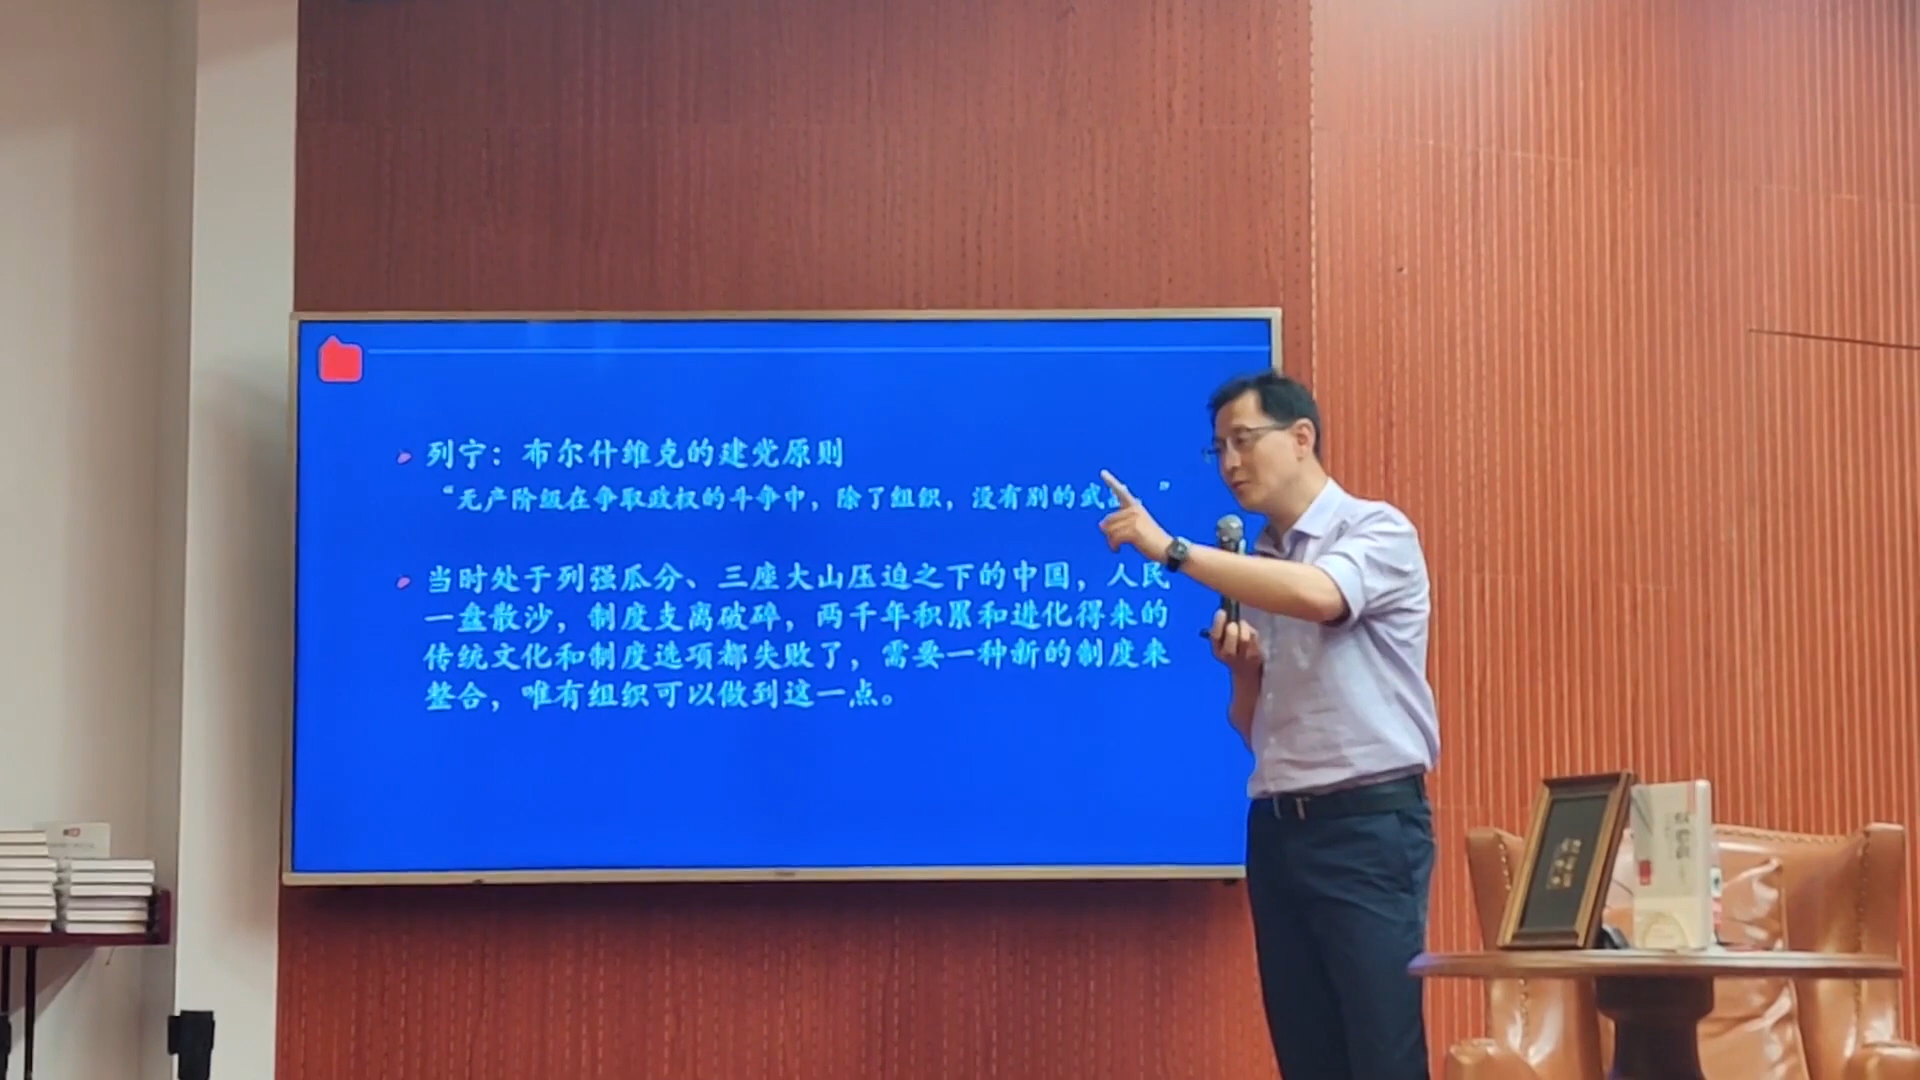 列宁：布尔什维克的建党原则
“无产阶级在争取政权的斗争中，除了组织，没有别的武 ”
当时处于列强瓜分、三座大山压迫之下的中国，人民
一盘散沙，制度支离破碎，两千年积累和进化得来的
传统文化和制度选项都失败了，需要一种新的制度来
整合，唯有组织可以做到这一点。